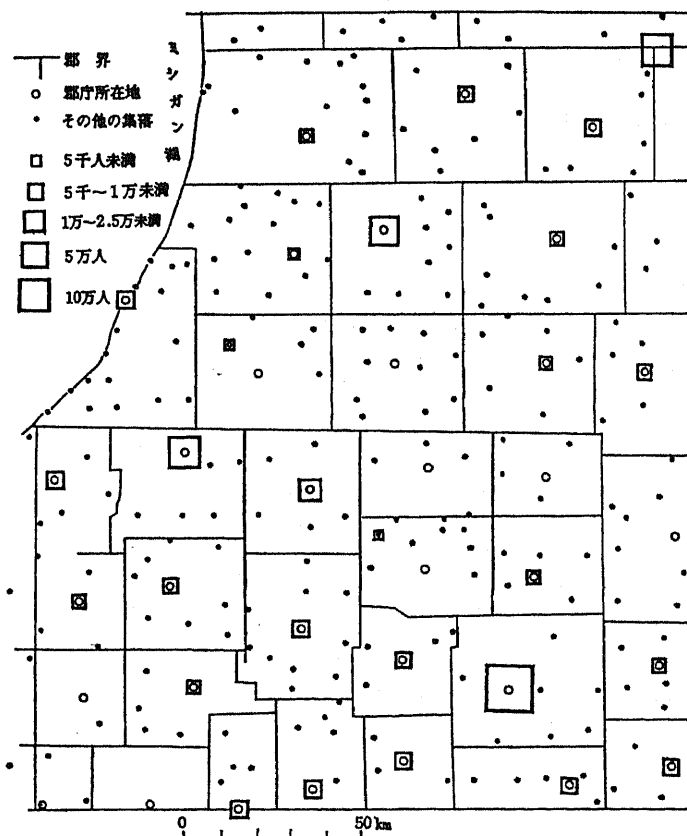 郡界
郡庁所在地
その他の集落
5千人未満
5千～1万未満
1万～2.5万未満
5万人
10万人
ミシガン湖
0 50km